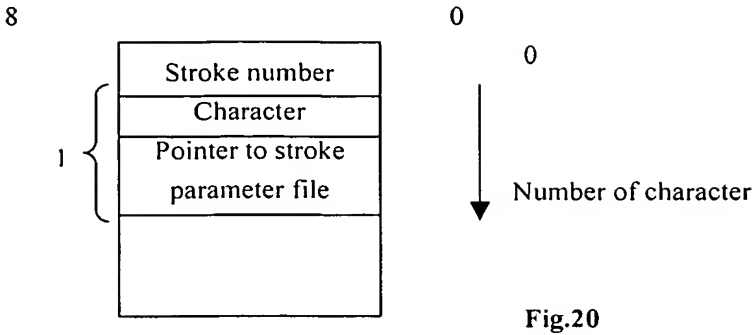 8 0
0
Stroke number
Character
1
Pointer to stroke
parameter file
Number of character
Fig.20